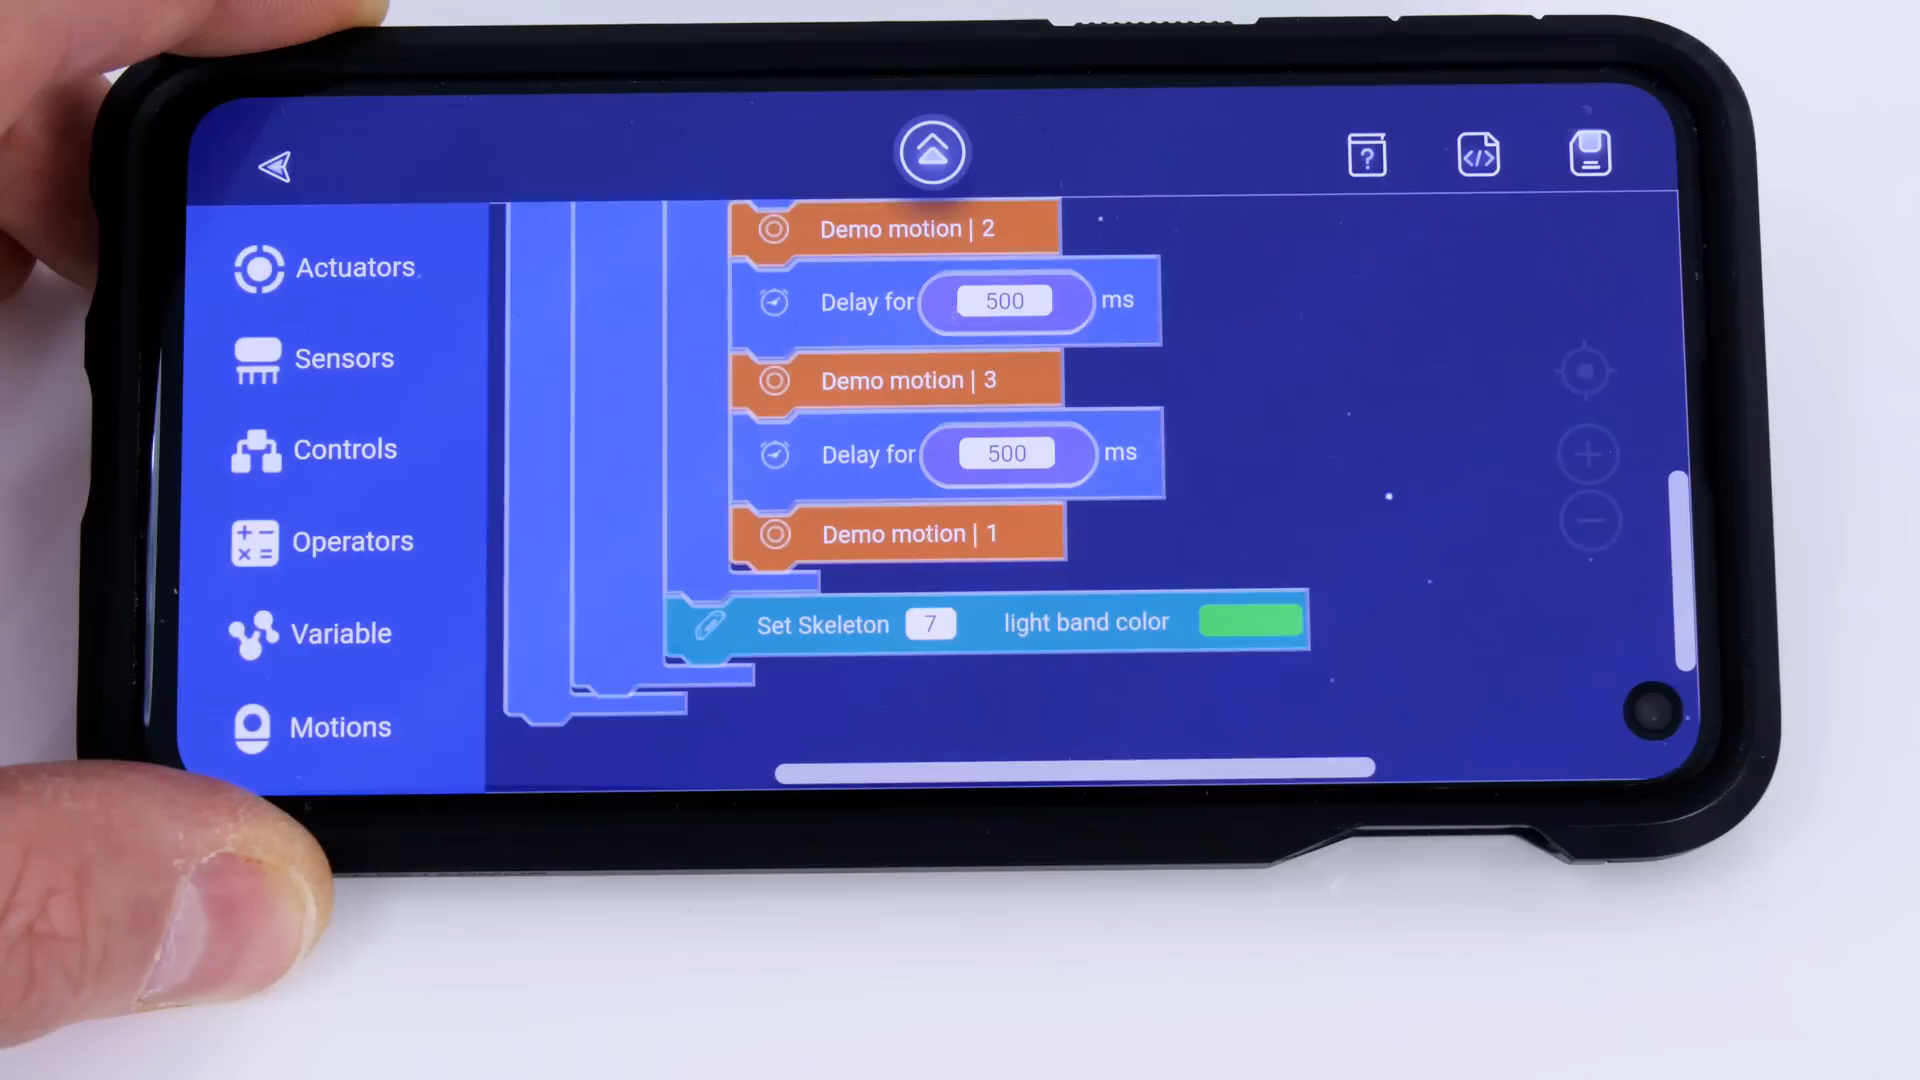 Actuators
Sensors
Controls
Operators
Variable
Motions
Demo motion | 2
Delay for 500 ms
Demo motion | 3
Delay for 500 ms
Demo motion | 1
Set Skeleton 7 light band color